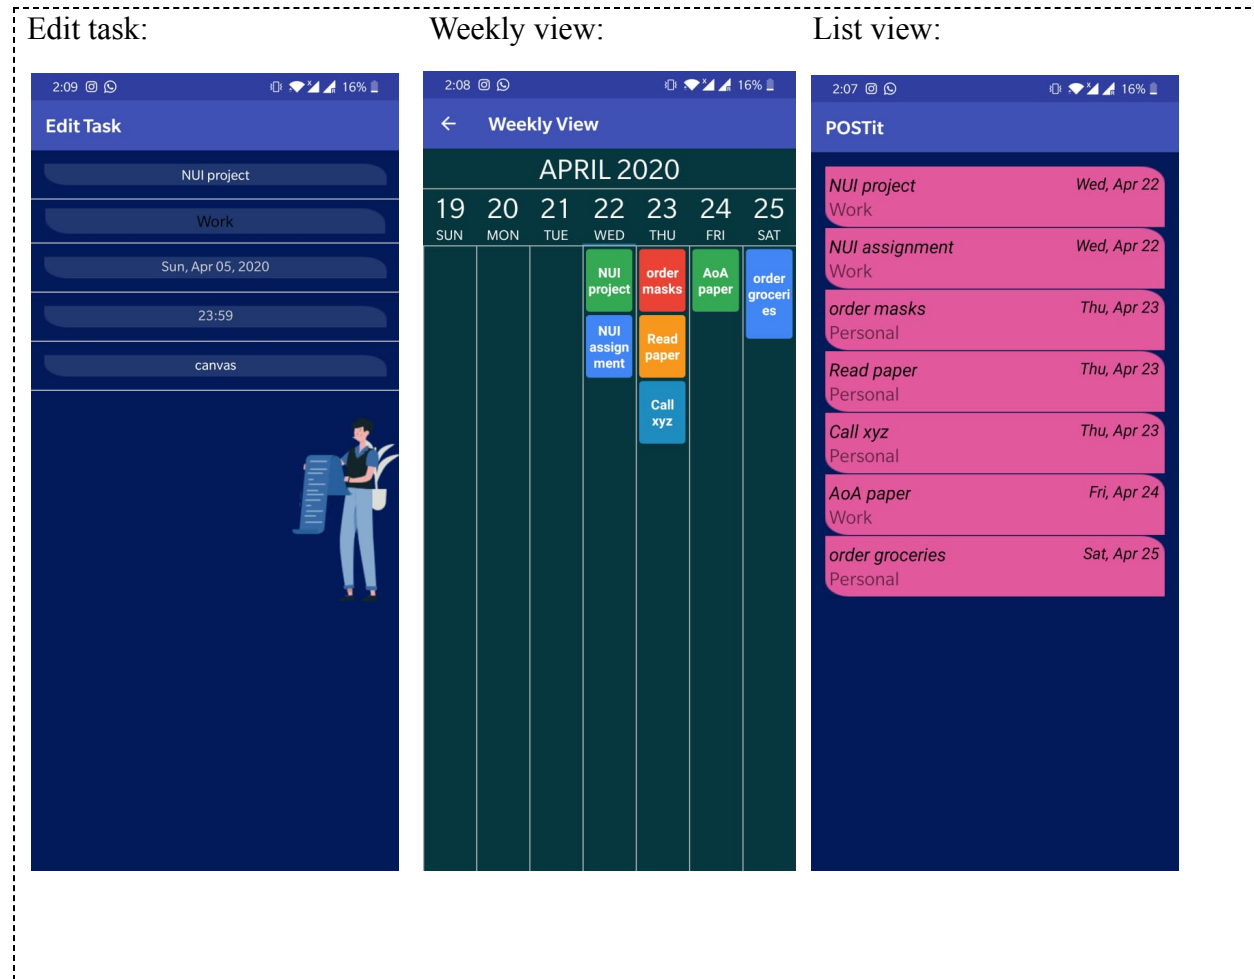 Edit task:
2:09 16%
Edit Task
NUI project
Work
Sun, Apr 05, 2020
23:59
canvas
Weekly view:
2:08 16%
Weekly View
APRIL 2020
19 20 21 22 23 24 25
SUN MON TUE WED THU FRI SAT
NUI
project
NUI
assign
ment
order
masks
Read
paper
Call
xyz
AoA
paper
order
groceri
es
List view:
2:07 16%
POSTit
NUI project Wed, Apr 22
Work
NUI assignment Wed, Apr 22
Work
order masks Thu, Apr 23
Personal
Read paper Thu, Apr 23
Personal
Call xyz Thu, Apr 23
Personal
AoA paper Fri, Apr 24
Work
order groceries Sat, Apr 25
Personal